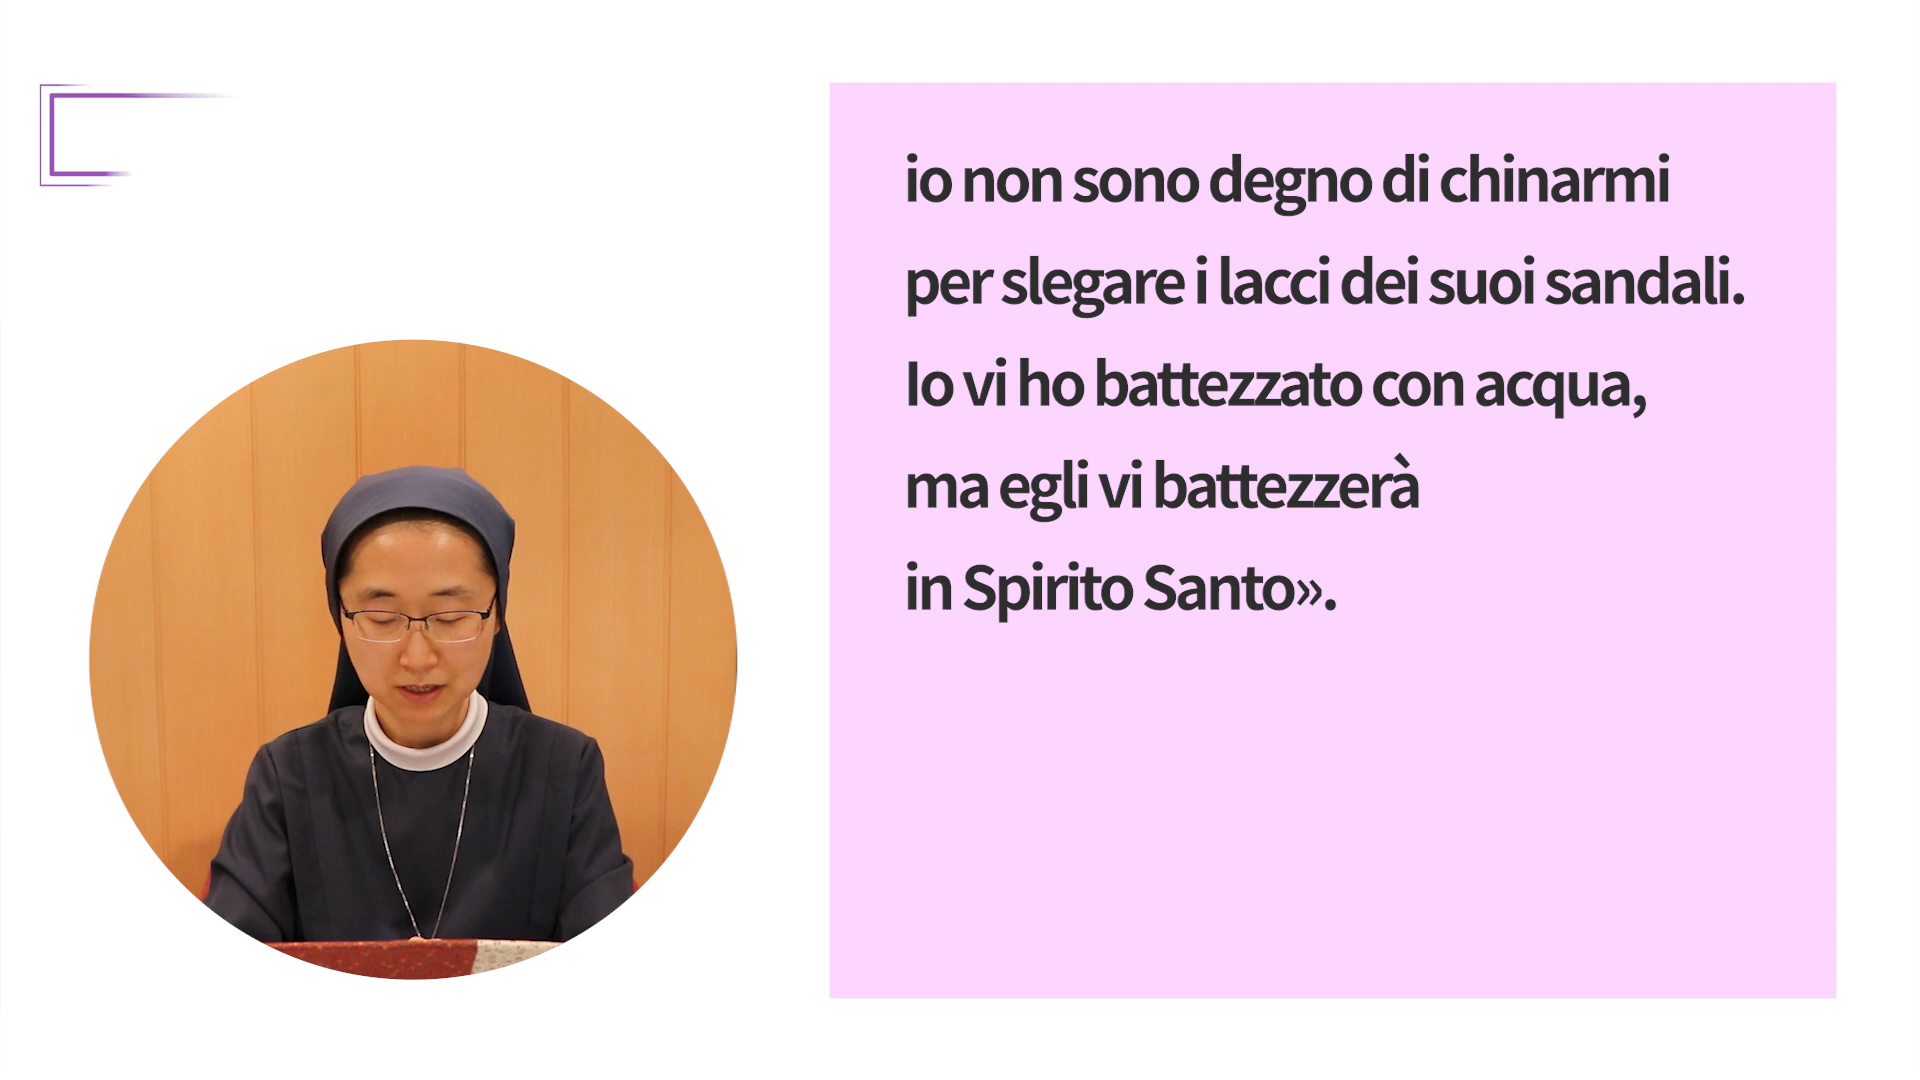 io non sono degno di chinarmi
per slegare i lacci dei suoi sandali.
Io vi ho battezzato con acqua,
ma egli vi battezzerà
in Spirito Santo».